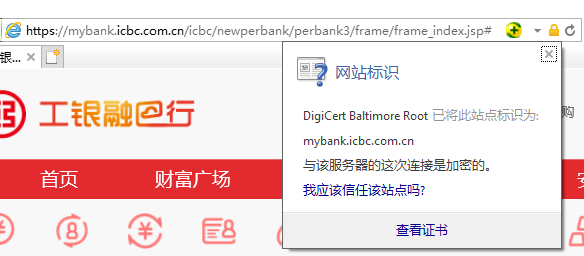 https://mybank.icbc.com.cn/icbc/newperbank/perbank3/frame/frame_index.jsp#
银...
网站标识
工银融e行
DigiCert Baltimore Root 已将此站点标识为:
购
mybank.icbc.com.cn
与该服务器的这次连接是加密的。
首页
财富广场
我应该信任该站点吗?
查看证书